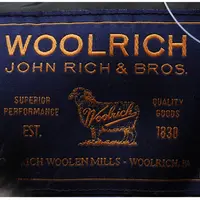 WOOLRICH
JOHN RICH & BROS.
SUPERIOR PERFORMANCE
QUALITY GOODS
Woolrich
EST.
1830
RICH WOOLEN MILLS - WOOLRICH,